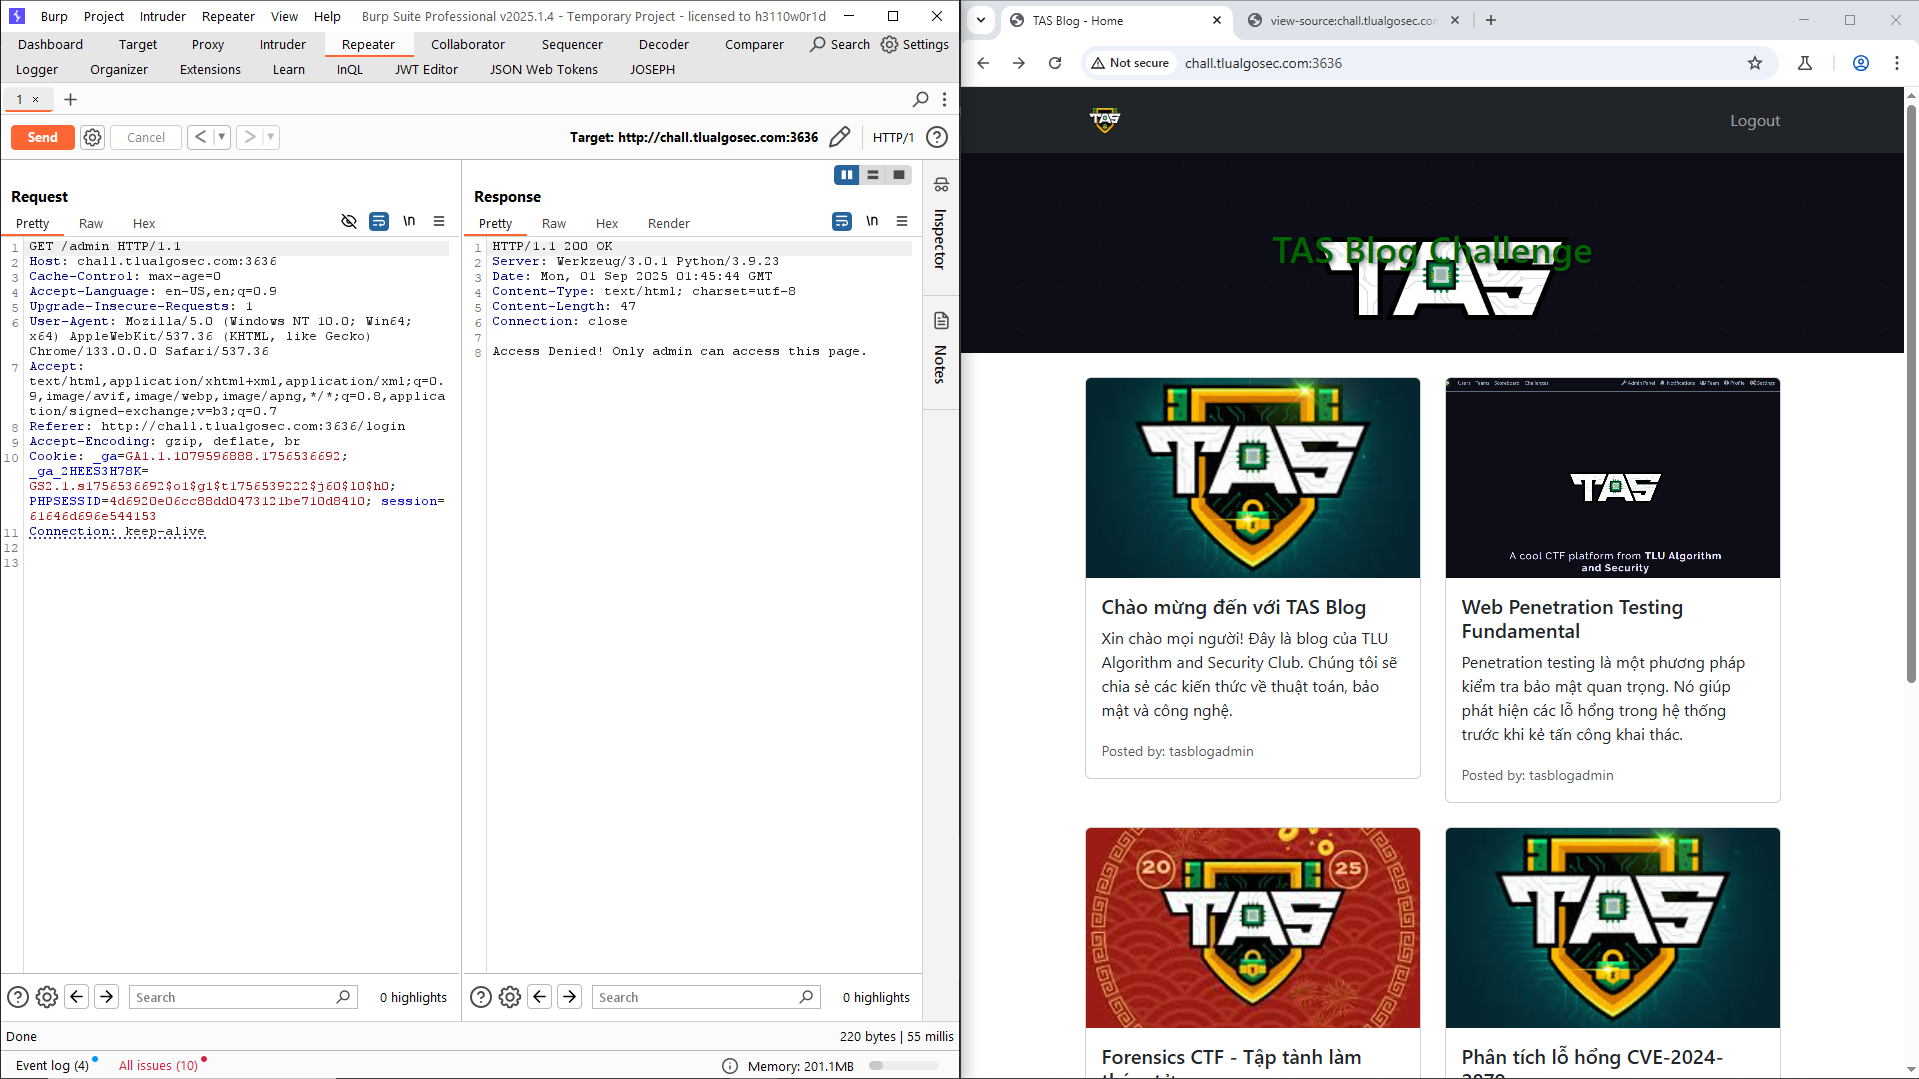 Burp Project Intruder Repeater View Help Burp Suite Professional v2025.1.4 - Temporary Project - licensed to h3110w0r1d
Dashboard Target Proxy Intruder Repeater Collaborator Sequencer Decoder Comparer Search Settings
Logger Organizer Extensions Learn InQL JWT Editor JSON Web Tokens JOSEPH
1 ×
Send Cancel Target: http://chall.tlualgosec.com:3636 HTTP/1
Request
Pretty Raw Hex \n
1 GET /admin HTTP/1.1
2 Host: chall.tlualgosec.com:3636
3 Cache-Control: max-age=0
4 Accept-Language: en-US,en;q=0.9
5 Upgrade-Insecure-Requests: 1
6 User-Agent: Mozilla/5.0 (Windows NT 10.0; Win64;
x64) AppleWebKit/537.36 (KHTML, like Gecko)
Chrome/133.0.0.0 Safari/537.36
7 Accept:
text/html,application/xhtml+xml,application/xml;q=0.
9,image/avif,image/webp,image/apng,*/*;q=0.8,applica
tion/signed-exchange;v=b3;q=0.7
8 Referer: http://chall.tlualgosec.com:3636/login
9 Accept-Encoding: gzip, deflate, br
10 Cookie: _ga=GA1.1.1079596888.1756536692;
_ga_2HEES3H78K=
GS2.1.s1756536692$o1$g1$t1756539222$j60$l0$h0;
PHPSESSID=4d6920e06cc88dd0473121be710d8410; session=
61646d696e544153
11 Connection: keep-alive
12
13
Response
Pretty Raw Hex Render \n
1 HTTP/1.1 200 OK
2 Server: Werkzeug/3.0.1 Python/3.9.23
3 Date: Mon, 01 Sep 2025 01:45:44 GMT
4 Content-Type: text/html; charset=utf-8
5 Content-Length: 47
6 Connection: close
7
8 Access Denied! Only admin can access this page.
Inspector
Notes
Search 0 highlights
Search 0 highlights
Done 220 bytes | 55 millis
Event log (4) All issues (10) Memory: 201.1MB
TAS Blog - Home
view-source:chall.tlualgosec.co
Not secure chall.tlualgosec.com:3636
TAS
Logout
TAS Blog Challenge
TAS
TAS
Chào mừng đến với TAS Blog
Xin chào mọi người! Đây là blog của TLU
Algorithm and Security Club. Chúng tôi sẽ
chia sẻ các kiến thức về thuật toán, bảo
mật và công nghệ.
Posted by: tasblogadmin
Users Teams Scoreboard Challenges Admin Panel Notifications Team Profile Settings
TAS
A cool CTF platform from TLU Algorithm
and Security
Web Penetration Testing
Fundamental
Penetration testing là một phương pháp
kiểm tra bảo mật quan trọng. Nó giúp
phát hiện các lỗ hổng trong hệ thống
trước khi kẻ tấn công khai thác.
Posted by: tasblogadmin
20 25
TAS
Forensics CTF - Tập tành làm
TAS
Phân tích lỗ hổng CVE-2024-